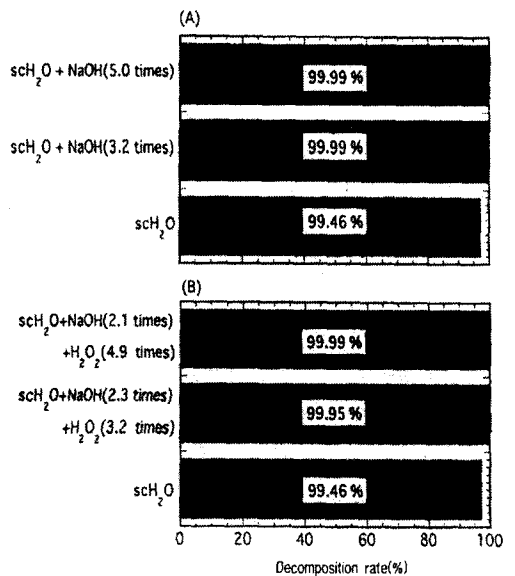 (A)
scH2O + NaOH(5.0 times)
99.99 %
scH2O + NaOH(3.2 times)
99.99 %
scH2O
99.46 %
(B)
scH2O+NaOH(2.1 times)
+H2O2(4.9 times)
99.99 %
scH2O+NaOH(2.3 times)
+H2O2(3.2 times)
99.95 %
scH2O
99.46 %
0 20 40 60 80 100
Decomposition rate(%)